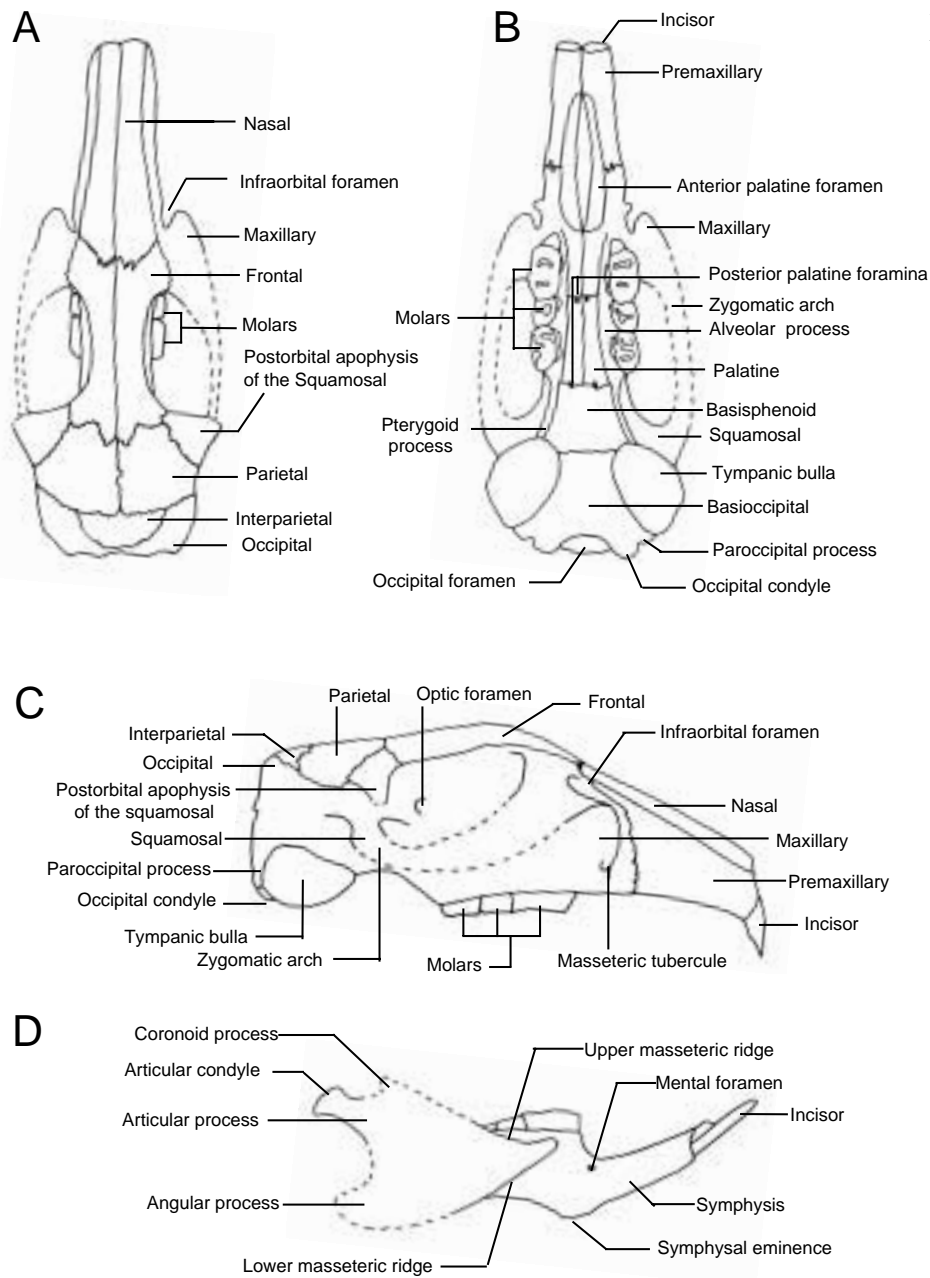 A
Nasal
Infraorbital foramen
Maxillary
Frontal
Molars
Postorbital apophysis
of the Squamosal
Parietal
Interparietal
Occipital
B
Incisor
Premaxillary
Anterior palatine foramen
Maxillary
Posterior palatine foramina
Zygomatic arch
Molars
Alveolar process
Palatine
Basisphenoid
Pterygoid
process
Squamosal
Tympanic bulla
Basioccipital
Paroccipital process
Occipital foramen
Occipital condyle
C
Parietal
Optic foramen
Frontal
Interparietal
Infraorbital foramen
Occipital
Postorbital apophysis
of the squamosal
Nasal
Squamosal
Maxillary
Paroccipital process
Premaxillary
Occipital condyle
Incisor
Tympanic bulla
Zygomatic arch
Molars
Masseteric tubercule
D
Coronoid process
Upper masseteric ridge
Articular condyle
Mental foramen
Incisor
Articular process
Angular process
Symphysis
Symphysal eminence
Lower masseteric ridge